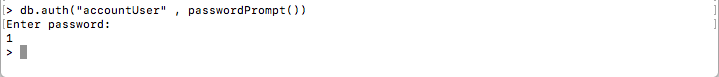 [> db.auth("accountUser" , passwordPrompt()) ]
[Enter password: ]
1
>